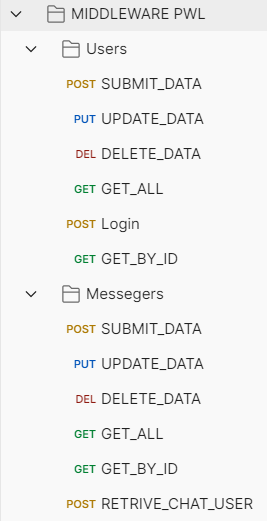 MIDDLEWARE PWL
Users
POST SUBMIT_DATA
PUT UPDATE_DATA
DEL DELETE_DATA
GET GET_ALL
POST Login
GET GET_BY_ID
Messegers
POST SUBMIT_DATA
PUT UPDATE_DATA
DEL DELETE_DATA
GET GET_ALL
GET GET_BY_ID
POST RETRIVE_CHAT_USER